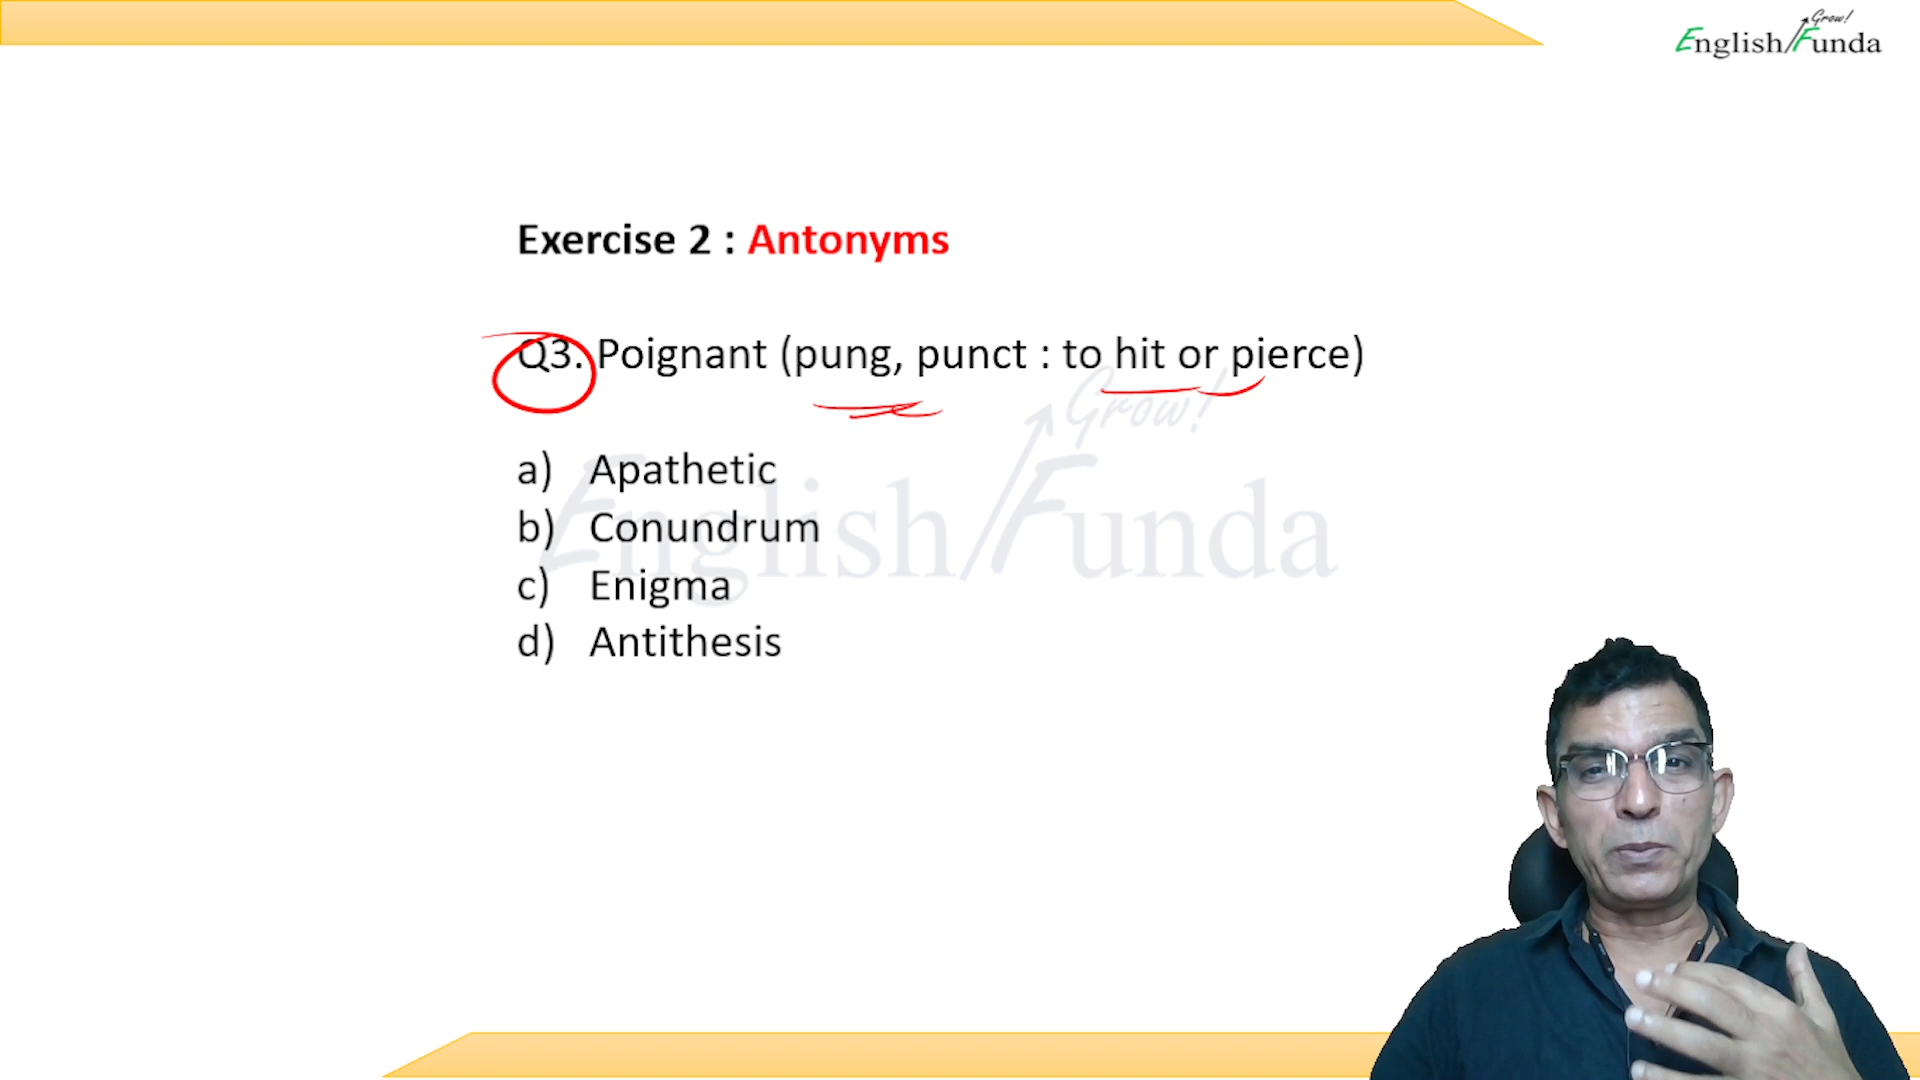 Grow!
English Funda
Exercise 2 : Antonyms
Q3. Poignant (pung, punct : to hit or pierce)
Grow!
English Funda
a) Apathetic
b) Conundrum
c) Enigma
d) Antithesis